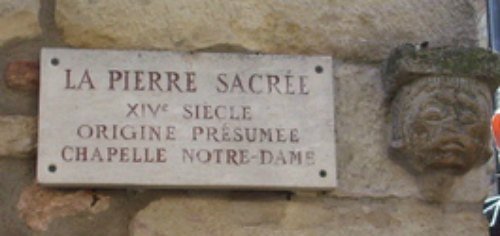 LA PIERRE SACRÉE
XIVe SIÈCLE
ORIGINE PRÉSUMÉE
CHAPELLE NOTRE-DAME